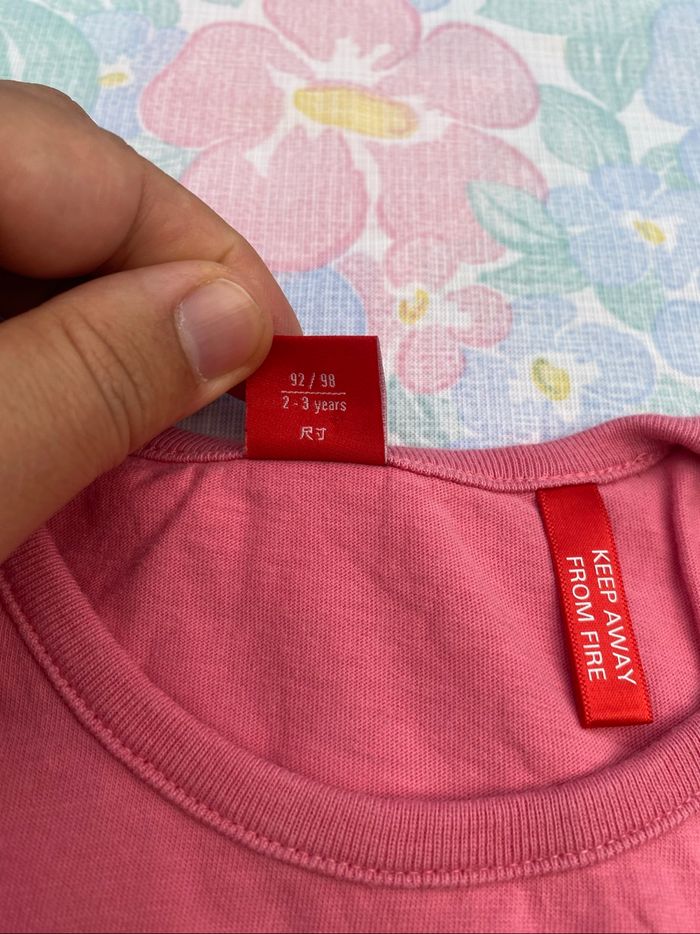 92 / 98
2 - 3 years
尺寸
KEEP AWAY
FROM FIRE